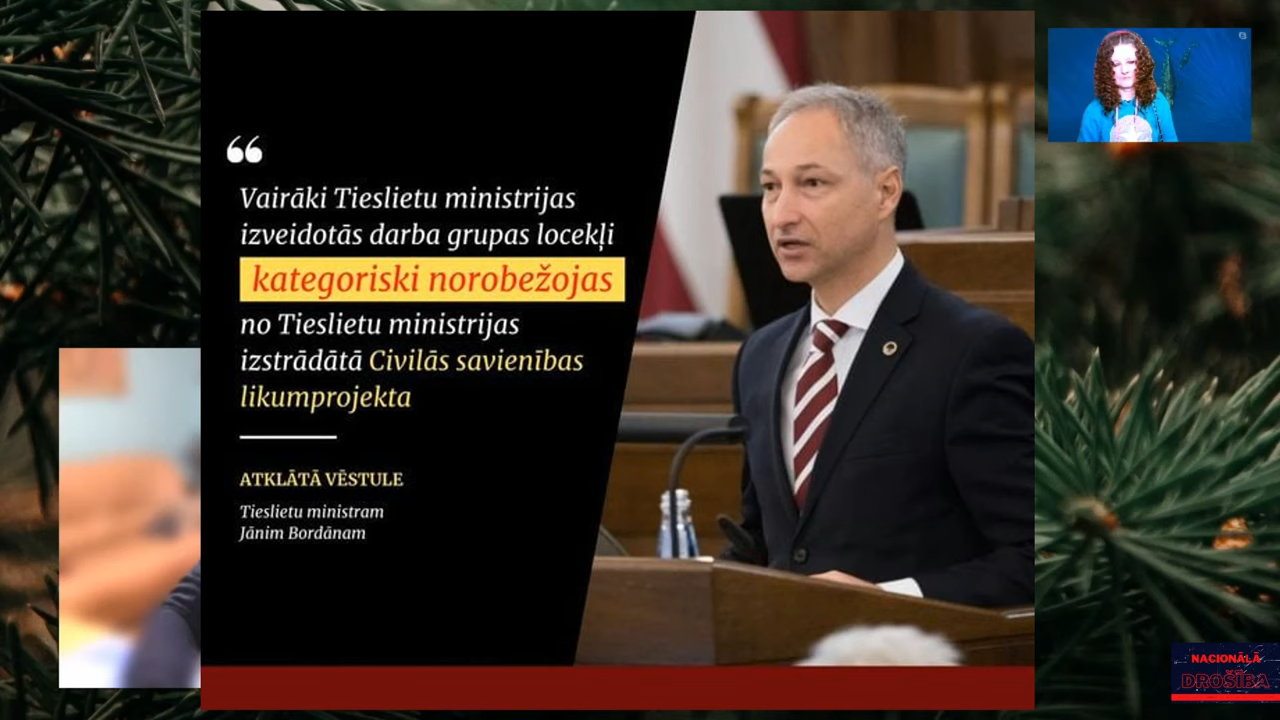 Vairāki Tieslietu ministrijas
izveidotās darba grupas locekļi
kategoriski norobežojas
no Tieslietu ministrijas
izstrādātā Civilās savienības
likumprojekta
ATKLĀTĀ VĒSTULE
Tieslietu ministram
Jānim Bordānam
NACIONĀLĀ
DROŠĪBA